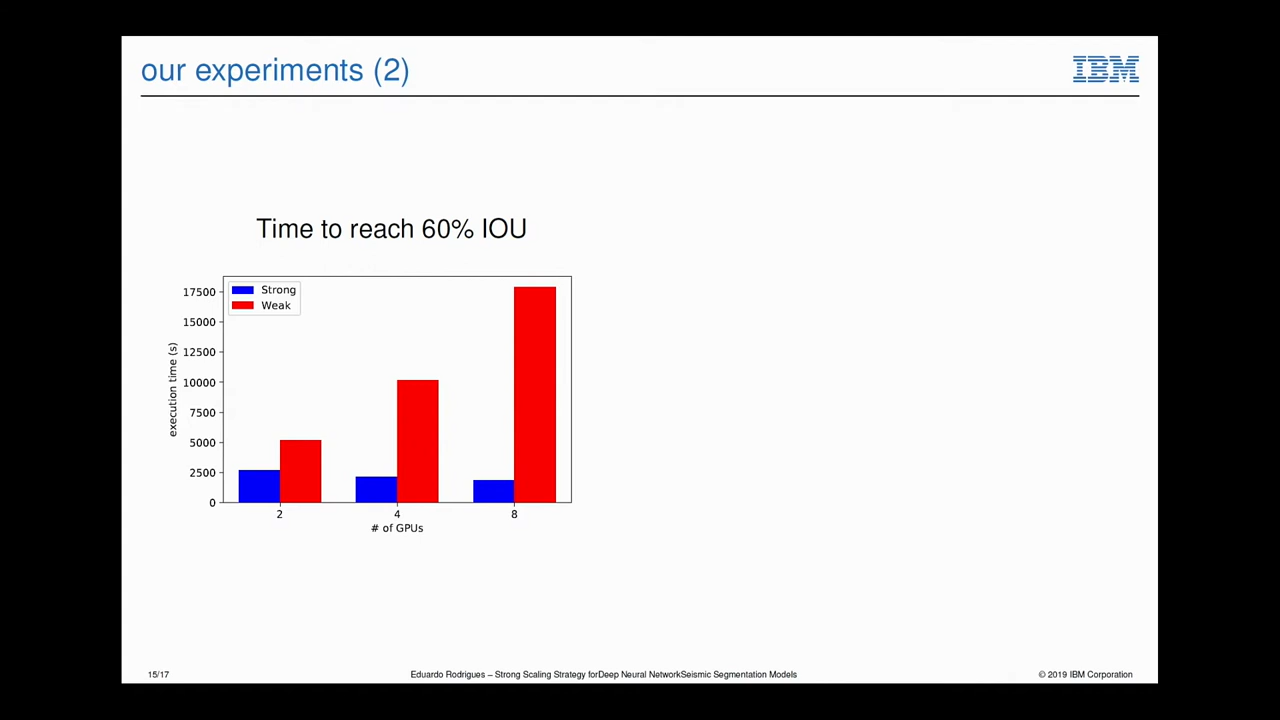 our experiments (2)
IBM
Time to reach 60% IOU
Strong
Weak
17500
15000
12500
10000
7500
5000
2500
0
execution time (s)
2 4 8
# of GPUs
15/17 Eduardo Rodrigues – Strong Scaling Strategy forDeep Neural NetworkSeismic Segmentation Models © 2019 IBM Corporation